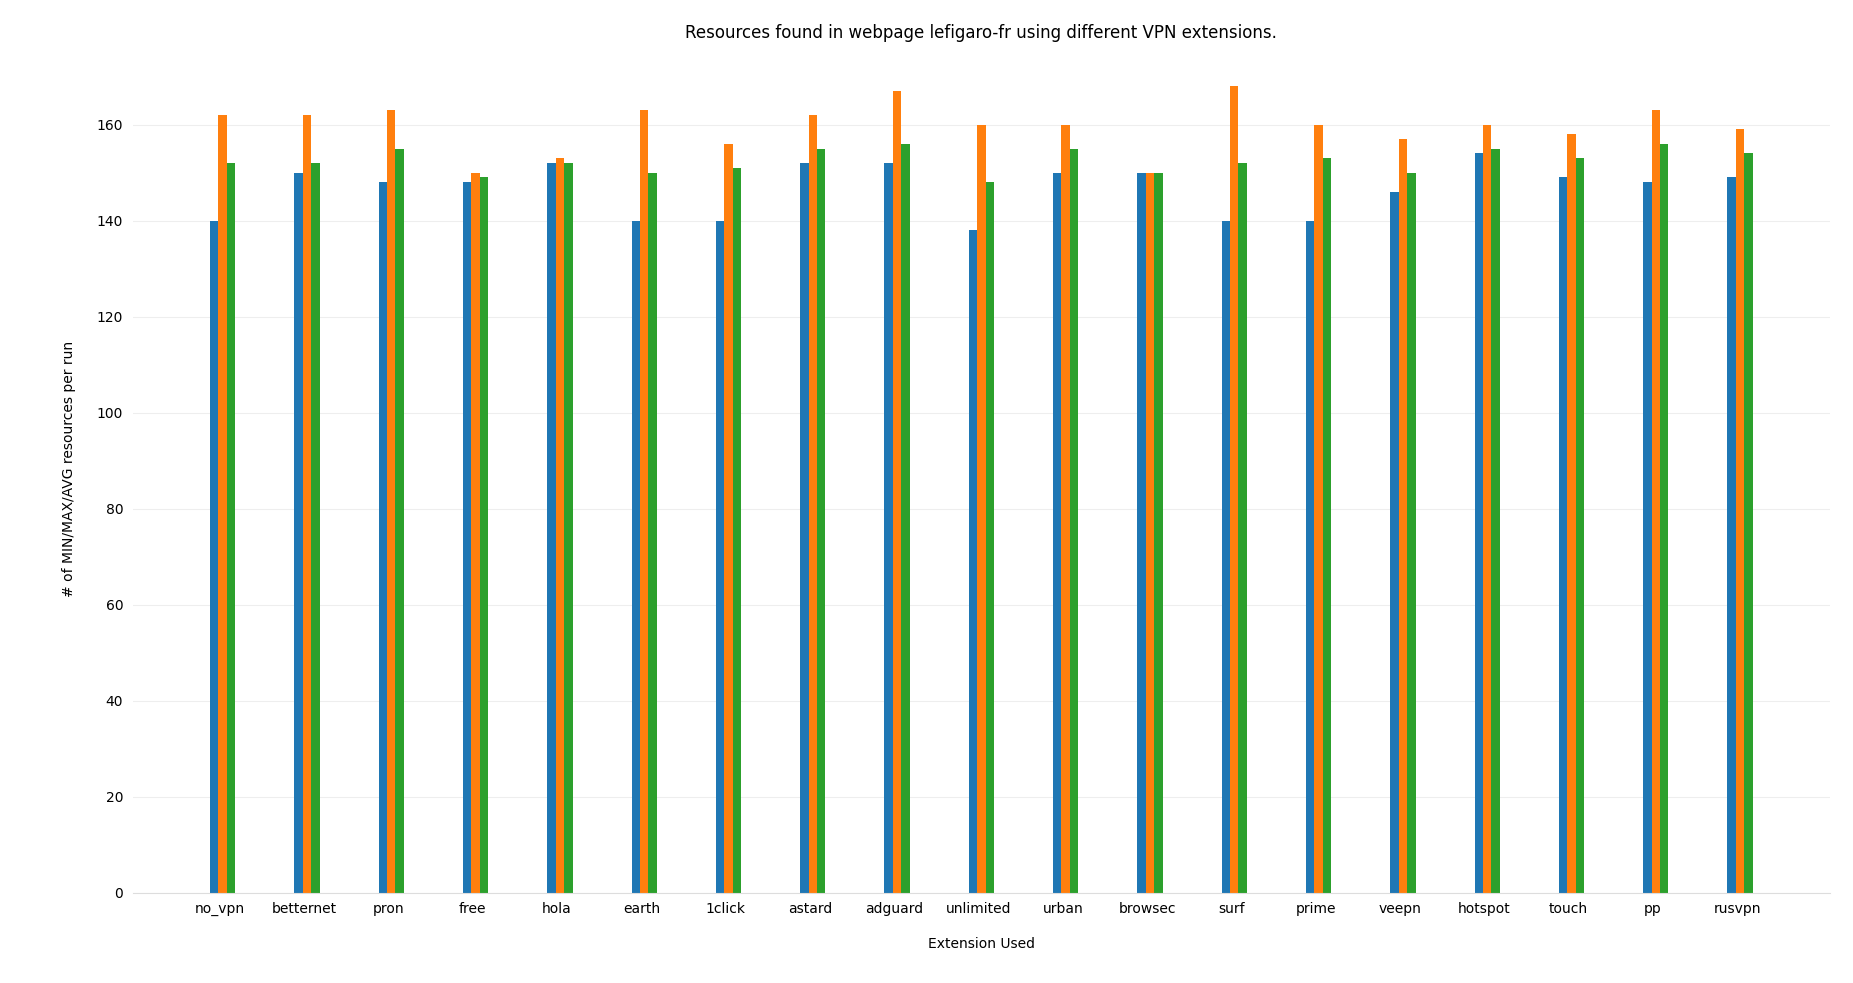 Resources found in webpage lefigaro-fr using different VPN extensions.
# of MIN/MAX/AVG resources per run
160
140
120
100
80
60
40
20
0
no_vpn betternet pron free hola earth 1click astard adguard unlimited urban browsec surf prime veepn hotspot touch pp rusvpn
Extension Used